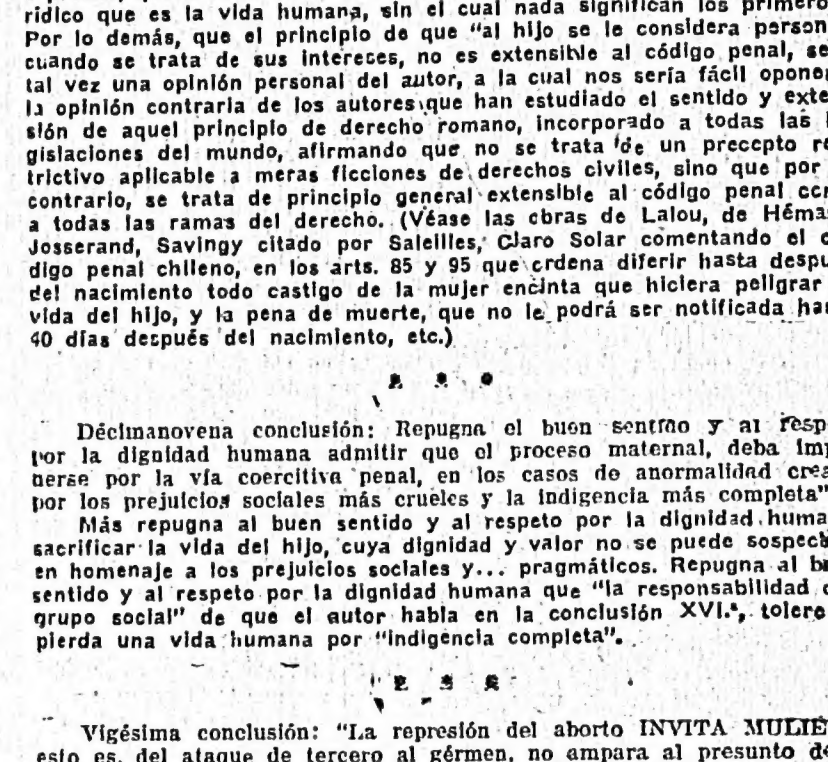 rídico que es la vida humana, sin el cual nada significan los primero
Por lo demás, que el principio de que "al hijo se le considera person
cuando se trata de sus intereces, no es extensible al código penal, se
tal vez una opinión personal del autor, a la cual nos sería fácil opone
la opinión contraria de los autores que han estudiado el sentido y exte
sión de aquel principio de derecho romano, incorporado a todas las
gislaciones del mundo, afirmando que no se trata de un precepto re
trictivo aplicable a meras ficciones de derechos civiles, sino que por
contrario, se trata de principio general extensible al código penal ccm
a todas las ramas del derecho. (Véase las cbras de Lalou, de Héma
Josserand, Savingy citado por Saleilles, Claro Solar comentando el c
digo penal chileno, en los arts. 85 y 95 que crdena diferir hasta despu
del nacimiento todo castigo de la mujer encinta que hiciera peligrar
vida del hijo, y la pena de muerte, que no le podrá ser notificada ha
40 días después del nacimiento, etc.)
Décimanovena conclusión: Repugna el buen sentido y al resp
por la dignidad humana admitir que el proceso maternal, deba imp
nerse por la vía coercitiva penal, en los casos de anormalidad crea
por los prejuicios sociales más crueles y la indigencia más completa"
Más repugna al buen sentido y al respeto por la dignidad huma
sacrificar la vida del hijo, cuya dignidad y valor no se puede sospech
en homenaje a los prejuicios sociales y... pragmáticos. Repugna al bu
sentido y al respeto por la dignidad humana que "la responsabilidad d
grupo social" de que el autor habla en la conclusión XVI.ª, tolere
pierda una vida humana por "indigencia completa".
Vigésima conclusión: "La represión del aborto INVITA MULIE
esto es, del ataque de tercero al gérmen, no ampara al presunto de